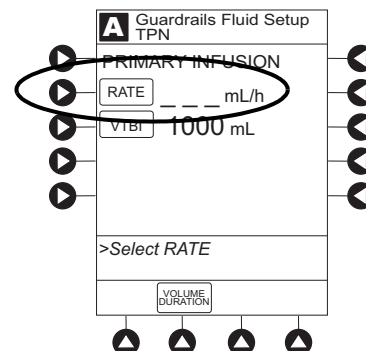 A Guardrails Fluid Setup
TPN
PRIMARY INFUSION
RATE _ _ _ mL/h
VTBI 1000 mL
>Select RATE
VOLUME
DURATION